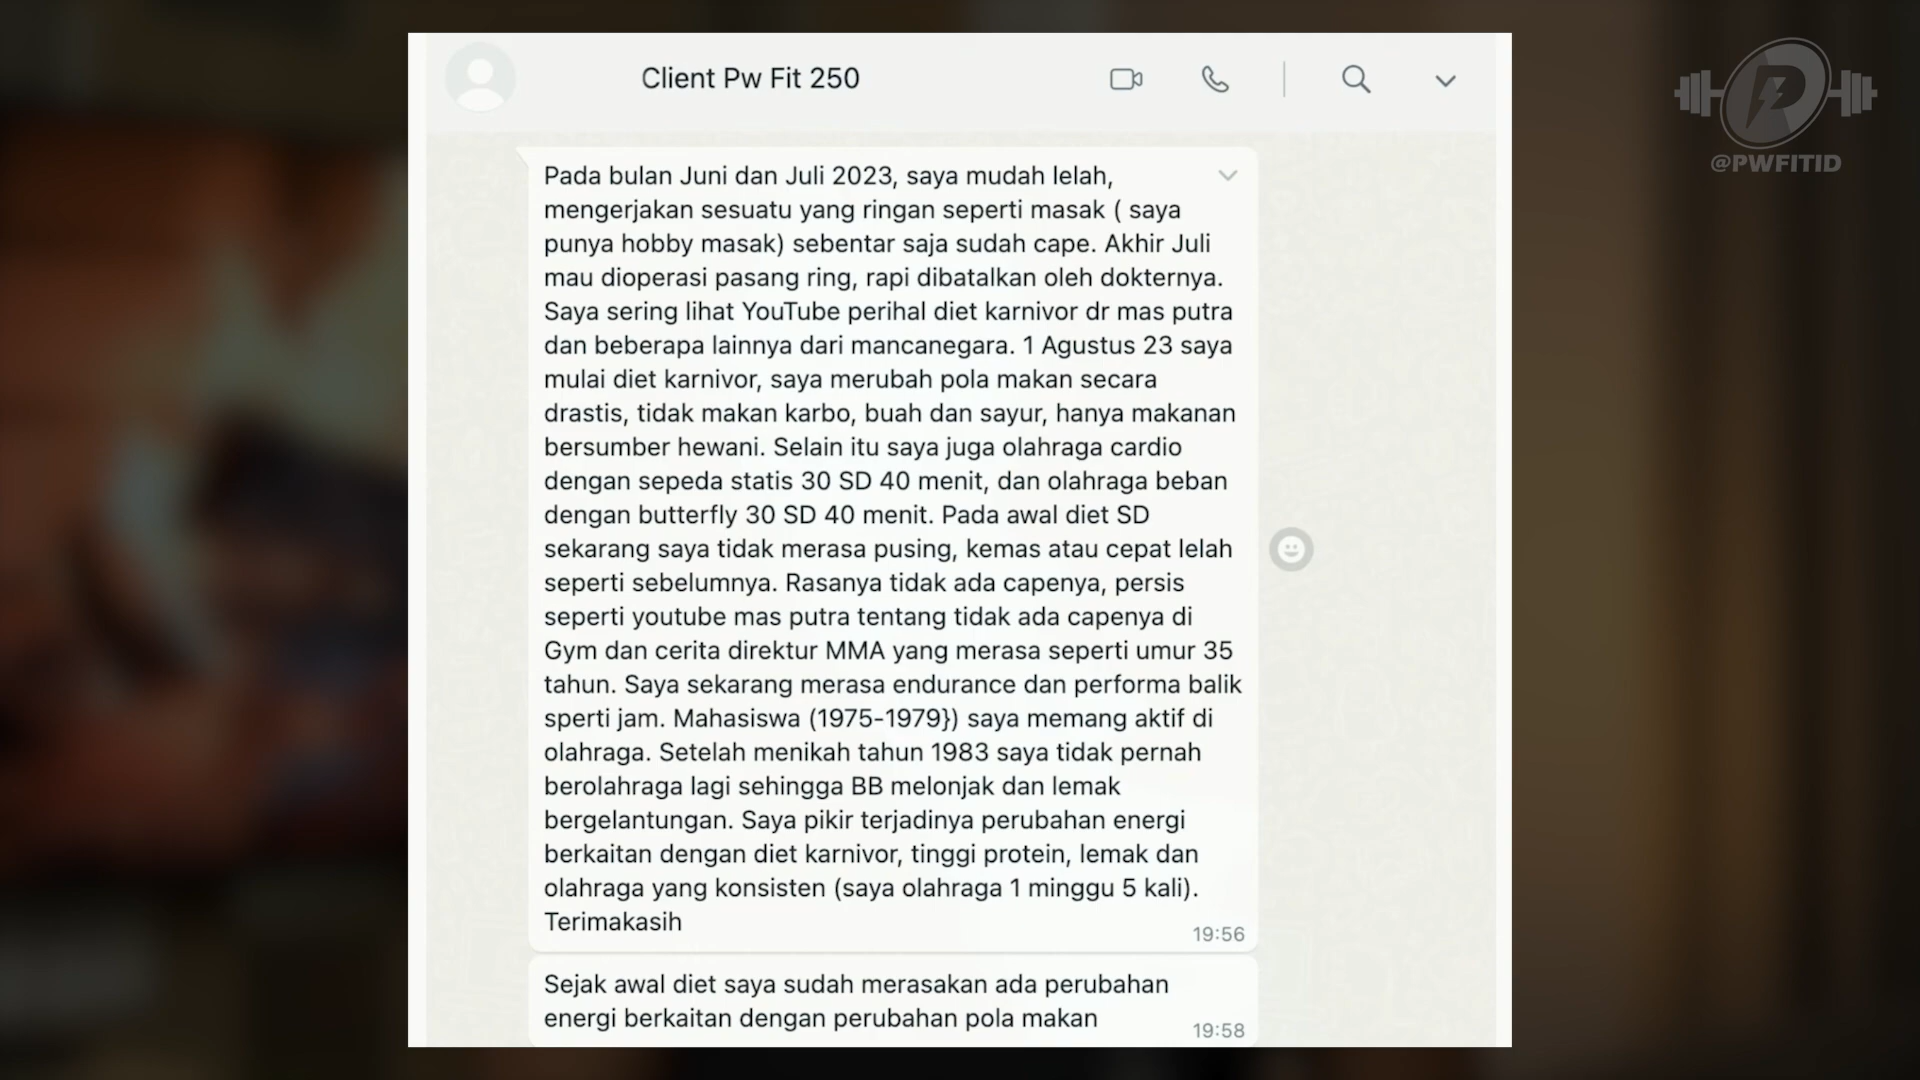 Client Pw Fit 250
@PWFITID
Pada bulan Juni dan Juli 2023, saya mudah lelah,
mengerjakan sesuatu yang ringan seperti masak ( saya
punya hobby masak) sebentar saja sudah cape. Akhir Juli
mau dioperasi pasang ring, rapi dibatalkan oleh dokternya.
Saya sering lihat YouTube perihal diet karnivor dr mas putra
dan beberapa lainnya dari mancanegara. 1 Agustus 23 saya
mulai diet karnivor, saya merubah pola makan secara
drastis, tidak makan karbo, buah dan sayur, hanya makanan
bersumber hewani. Selain itu saya juga olahraga cardio
dengan sepeda statis 30 SD 40 menit, dan olahraga beban
dengan butterfly 30 SD 40 menit. Pada awal diet SD
sekarang saya tidak merasa pusing, kemas atau cepat lelah
seperti sebelumnya. Rasanya tidak ada capenya, persis
seperti youtube mas putra tentang tidak ada capenya di
Gym dan cerita direktur MMA yang merasa seperti umur 35
tahun. Saya sekarang merasa endurance dan performa balik
sperti jam. Mahasiswa (1975-1979}) saya memang aktif di
olahraga. Setelah menikah tahun 1983 saya tidak pernah
berolahraga lagi sehingga BB melonjak dan lemak
bergelantungan. Saya pikir terjadinya perubahan energi
berkaitan dengan diet karnivor, tinggi protein, lemak dan
olahraga yang konsisten (saya olahraga 1 minggu 5 kali).
Terimakasih
19:56
Sejak awal diet saya sudah merasakan ada perubahan
energi berkaitan dengan perubahan pola makan
19:58